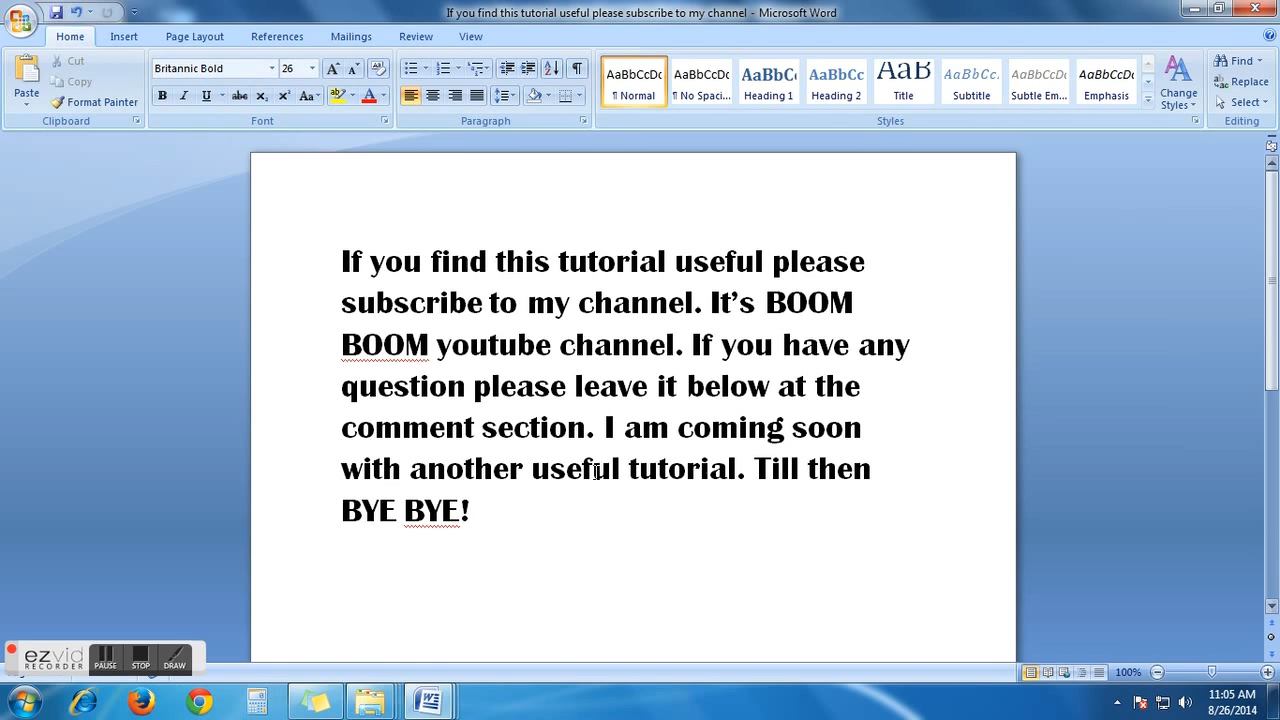 If you find this tutorial useful please subscribe to my channel - Microsoft Word
Home Insert Page Layout References Mailings Review View
Paste
Cut
Copy
Format Painter
Clipboard
Britannic Bold 26
Font
Paragraph
AaBbCcDc AaBbCcDc AaBbC AaBbCc AaB AaBbCc. AaBbCcDc AaBbCcDc
¶ Normal ¶ No Spaci... Heading 1 Heading 2 Title Subtitle Subtle Em... Emphasis
Change Styles
Styles
Find
Replace
Select
Editing
If you find this tutorial useful please
subscribe to my channel. It’s BOOM
BOOM youtube channel. If you have any
question please leave it below at the
comment section. I am coming soon
with another useful tutorial. Till then
BYE BYE!
ezvid
RECORDER
PAUSE STOP DRAW
100%
11:05 AM
8/26/2014